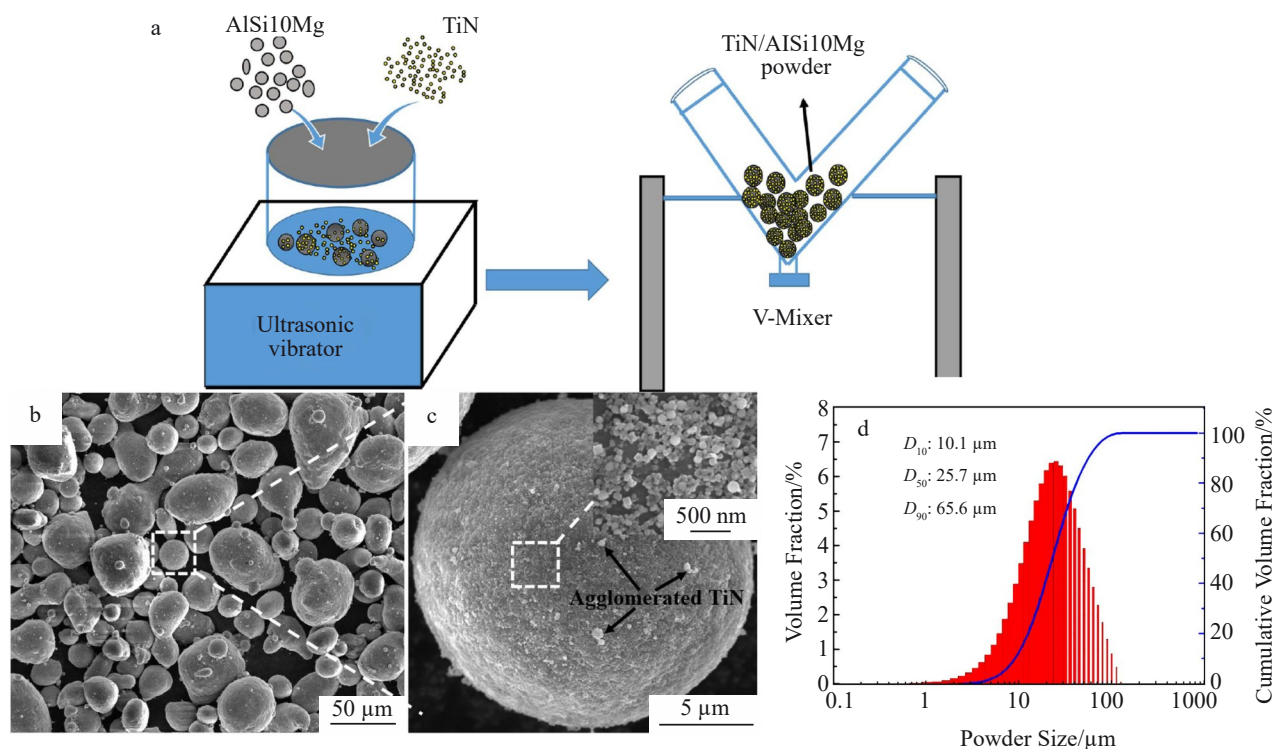 a
AlSi10Mg
TiN
Ultrasonic
vibrator
TiN/AISi10Mg
powder
V-Mixer
b
50 µm
c
500 nm
Agglomerated TiN
5 µm
d
D10: 10.1 µm
D50: 25.7 µm
D90: 65.6 µm
Volume Fraction/%
8
7
6
5
4
3
2
1
0
0.1
1
10
100
1000
Powder Size/µm
100
80
60
40
20
0
Cumulative Volume Fraction/%